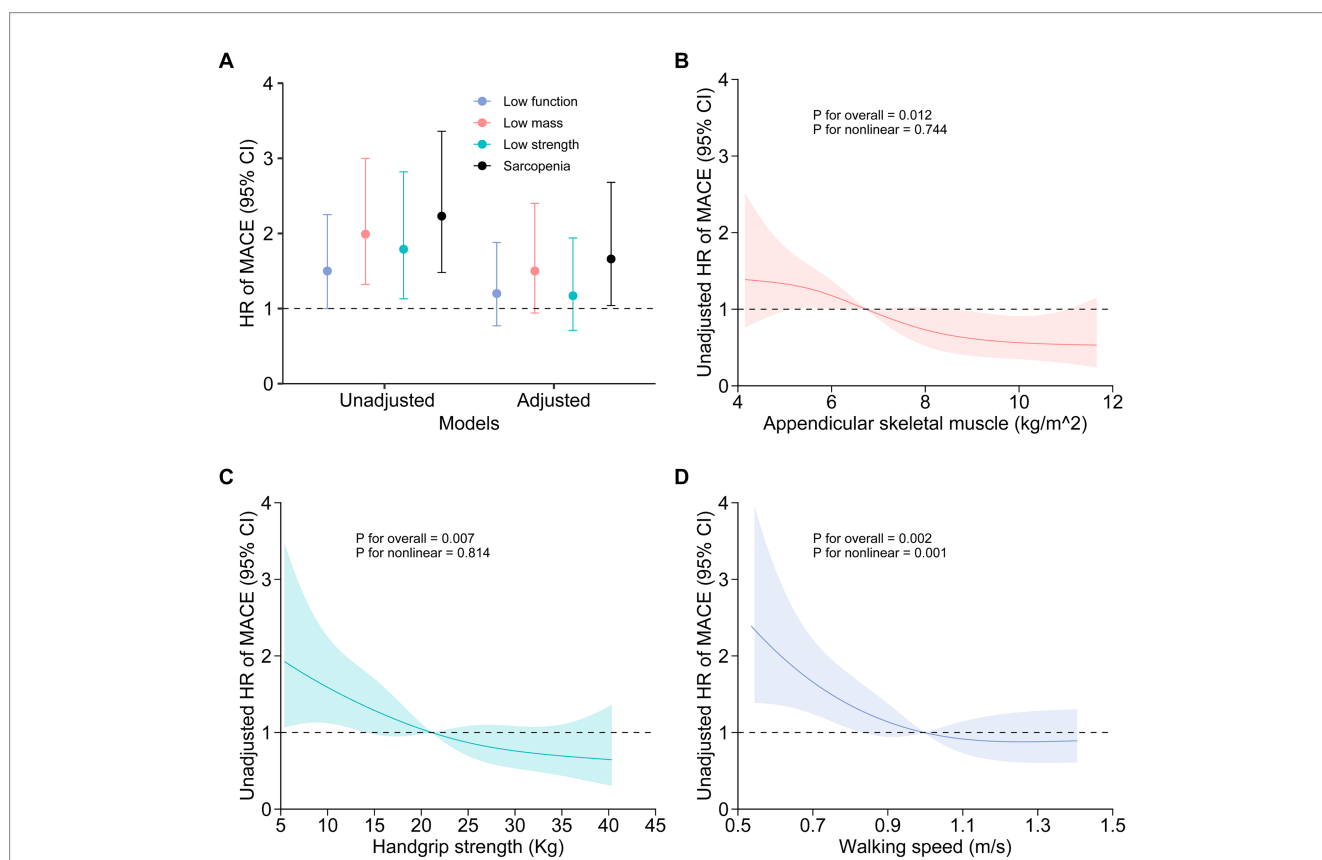 A
HR of MACE (95% CI)
4
3
2
1
0
Low function
Low mass
Low strength
Sarcopenia
Unadjusted Adjusted
Models
B
Unadjusted HR of MACE (95% CI)
4
3
2
1
0
P for overall = 0.012
P for nonlinear = 0.744
4 6 8 10 12
Appendicular skeletal muscle (kg/m^2)
C
Unadjusted HR of MACE (95% CI)
4
3
2
1
0
P for overall = 0.007
P for nonlinear = 0.814
5 10 15 20 25 30 35 40 45
Handgrip strength (Kg)
D
Unadjusted HR of MACE (95% CI)
4
3
2
1
0
P for overall = 0.002
P for nonlinear = 0.001
0.5 0.7 0.9 1.1 1.3 1.5
Walking speed (m/s)